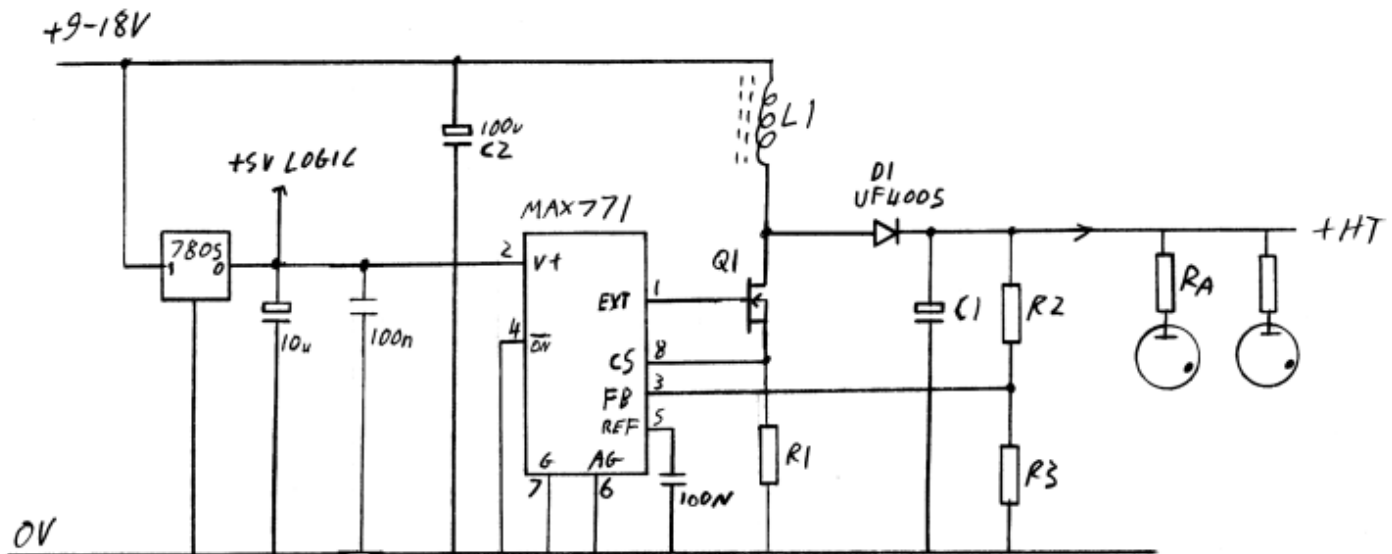 +9-18V
100u
C2
L1
+5V LOGIC
D1
UF4005
MAX771
+HT
7805
1
0
2
V+
Q1
EXT
1
RA
4
ON
C1
R2
10u
100n
CS
8
FB
3
REF
5
R1
R3
G
AG
7
6
100N
0V